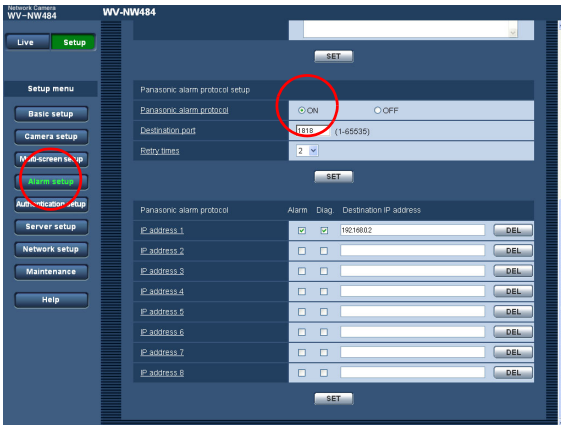 Network Camera
WV-NW484
WV-NW484
Live Setup
SET
Setup menu
Panasonic alarm protocol setup
Basic setup
Panasonic alarm protocol ON OFF
Camera setup
Destination port 1818 (1-65535)
Multi-screen setup
Retry times 2
Alarm setup
SET
Authentication setup
Panasonic alarm protocol Alarm Diag. Destination IP address
Server setup
IP address 1 192.168.0.2 DEL
Network setup
IP address 2 DEL
Maintenance
IP address 3 DEL
Help
IP address 4 DEL
IP address 5 DEL
IP address 6 DEL
IP address 7 DEL
IP address 8 DEL
SET